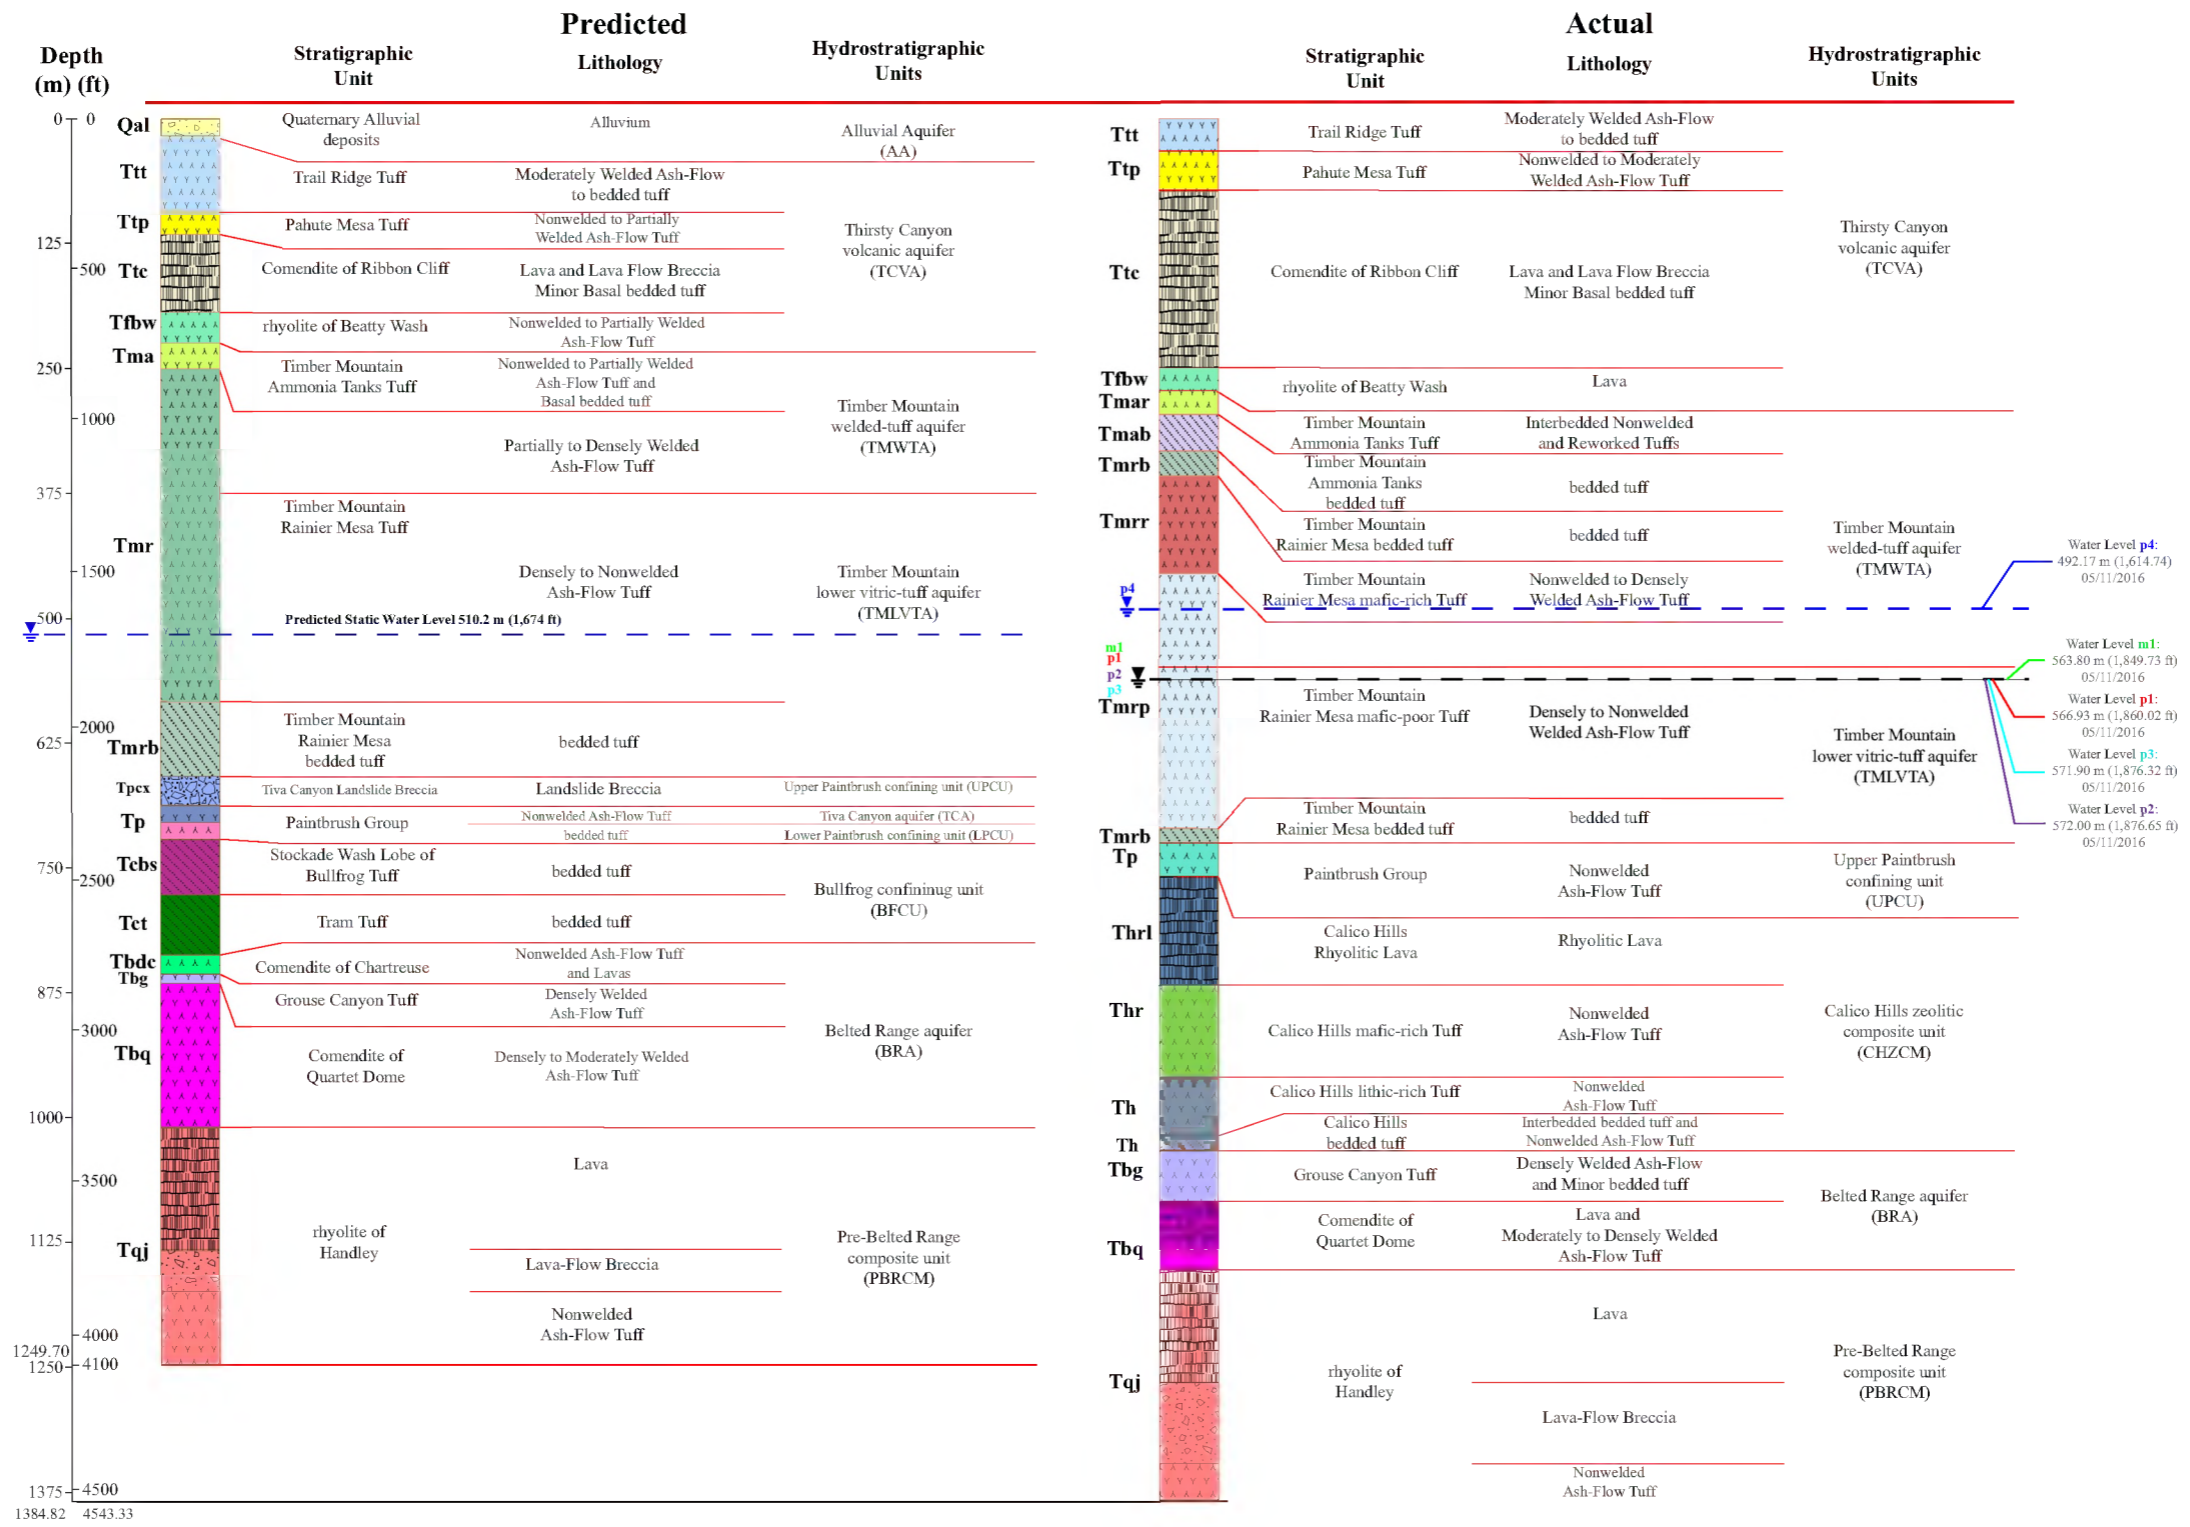 Predicted
Actual
Depth
(m) (ft)
Stratigraphic
Unit
Lithology
Hydrostratigraphic
Units
Stratigraphic
Unit
Lithology
Hydrostratigraphic
Units
0
0
125
500
250
1000
375
1500
500
2000
625
750
2500
875
3000
1000
3500
1125
4000
1249.70
1250
4100
1375
4500
1384.82
4543.33
Qal
Quaternary Alluvial
deposits
Alluvium
Alluvial Aquifer
(AA)
Ttt
Trail Ridge Tuff
Moderately Welded Ash-Flow
to bedded tuff
Ttp
Pahute Mesa Tuff
Nonwelded to Partially
Welded Ash-Flow Tuff
Thirsty Canyon
volcanic aquifer
(TCVA)
Ttc
Comendite of Ribbon Cliff
Lava and Lava Flow Breccia
Minor Basal bedded tuff
Tfbw
rhyolite of Beatty Wash
Nonwelded to Partially Welded
Ash-Flow Tuff
Tma
Timber Mountain
Ammonia Tanks Tuff
Nonwelded to Partially Welded
Ash-Flow Tuff and
Basal bedded tuff
Timber Mountain
welded-tuff aquifer
(TMWTA)
Partially to Densely Welded
Ash-Flow Tuff
Timber Mountain
Rainier Mesa Tuff
Tmr
Densely to Nonwelded
Ash-Flow Tuff
Timber Mountain
lower vitric-tuff aquifer
(TMLVTA)
Predicted Static Water Level 510.2 m (1,674 ft)
Tmrb
Timber Mountain
Rainier Mesa
bedded tuff
bedded tuff
Tpcx
Tiva Canyon Landslide Breccia
Landslide Breccia
Upper Paintbrush confining unit (UPCU)
Tp
Paintbrush Group
Nonwelded Ash-Flow Tuff
Tiva Canyon aquifer (TCA)
bedded tuff
Lower Paintbrush confining unit (LPCU)
Tcbs
Stockade Wash Lobe of
Bullfrog Tuff
bedded tuff
Bullfrog confininug unit
(BFCU)
Tct
Tram Tuff
bedded tuff
Tbdc
Comendite of Chartreuse
Nonwelded Ash-Flow Tuff
and Lavas
Tbg
Grouse Canyon Tuff
Densely Welded
Ash-Flow Tuff
Belted Range aquifer
(BRA)
Tbq
Comendite of
Quartet Dome
Densely to Moderately Welded
Ash-Flow Tuff
Lava
Tqj
rhyolite of
Handley
Lava-Flow Breccia
Pre-Belted Range
composite unit
(PBRCM)
Nonwelded
Ash-Flow Tuff
Ttt
Trail Ridge Tuff
Moderately Welded Ash-Flow
to bedded tuff
Ttp
Pahute Mesa Tuff
Nonwelded to Moderately
Welded Ash-Flow Tuff
Thirsty Canyon
volcanic aquifer
(TCVA)
Ttc
Comendite of Ribbon Cliff
Lava and Lava Flow Breccia
Minor Basal bedded tuff
Tfbw
rhyolite of Beatty Wash
Lava
Tmar
Timber Mountain
Ammonia Tanks Tuff
Interbedded Nonwelded
and Reworked Tuffs
Tmab
Timber Mountain
Ammonia Tanks
bedded tuff
bedded tuff
Tmrb
Timber Mountain
Rainier Mesa bedded tuff
bedded tuff
Tmrr
Timber Mountain
Rainier Mesa mafic-rich Tuff
Nonwelded to Densely
Welded Ash-Flow Tuff
Timber Mountain
welded-tuff aquifer
(TMWTA)
p4
Water Level p4:
492.17 m (1,614.74)
05/11/2016
m1
p1
p2
p3
Water Level m1:
563.80 m (1,849.73 ft)
05/11/2016
Water Level p1:
566.93 m (1,860.02 ft)
05/11/2016
Water Level p3:
571.90 m (1,876.32 ft)
05/11/2016
Water Level p2:
572.00 m (1,876.65 ft)
05/11/2016
Tmrp
Timber Mountain
Rainier Mesa mafic-poor Tuff
Densely to Nonwelded
Welded Ash-Flow Tuff
Timber Mountain
lower vitric-tuff aquifer
(TMLVTA)
Tmrb
Timber Mountain
Rainier Mesa bedded tuff
bedded tuff
Tp
Paintbrush Group
Nonwelded
Ash-Flow Tuff
Upper Paintbrush
confining unit
(UPCU)
Thrl
Calico Hills
Rhyolitic Lava
Rhyolitic Lava
Thr
Calico Hills mafic-rich Tuff
Nonwelded
Ash-Flow Tuff
Calico Hills zeolitic
composite unit
(CHZCM)
Th
Calico Hills lithic-rich Tuff
Nonwelded
Ash-Flow Tuff
Th
Calico Hills
bedded tuff
Interbedded bedded tuff and
Nonwelded Ash-Flow Tuff
Tbg
Grouse Canyon Tuff
Densely Welded Ash-Flow
and Minor bedded tuff
Belted Range aquifer
(BRA)
Tbq
Comendite of
Quartet Dome
Lava and
Moderately to Densely Welded
Ash-Flow Tuff
Lava
Tqj
rhyolite of
Handley
Pre-Belted Range
composite unit
(PBRCM)
Lava-Flow Breccia
Nonwelded
Ash-Flow Tuff